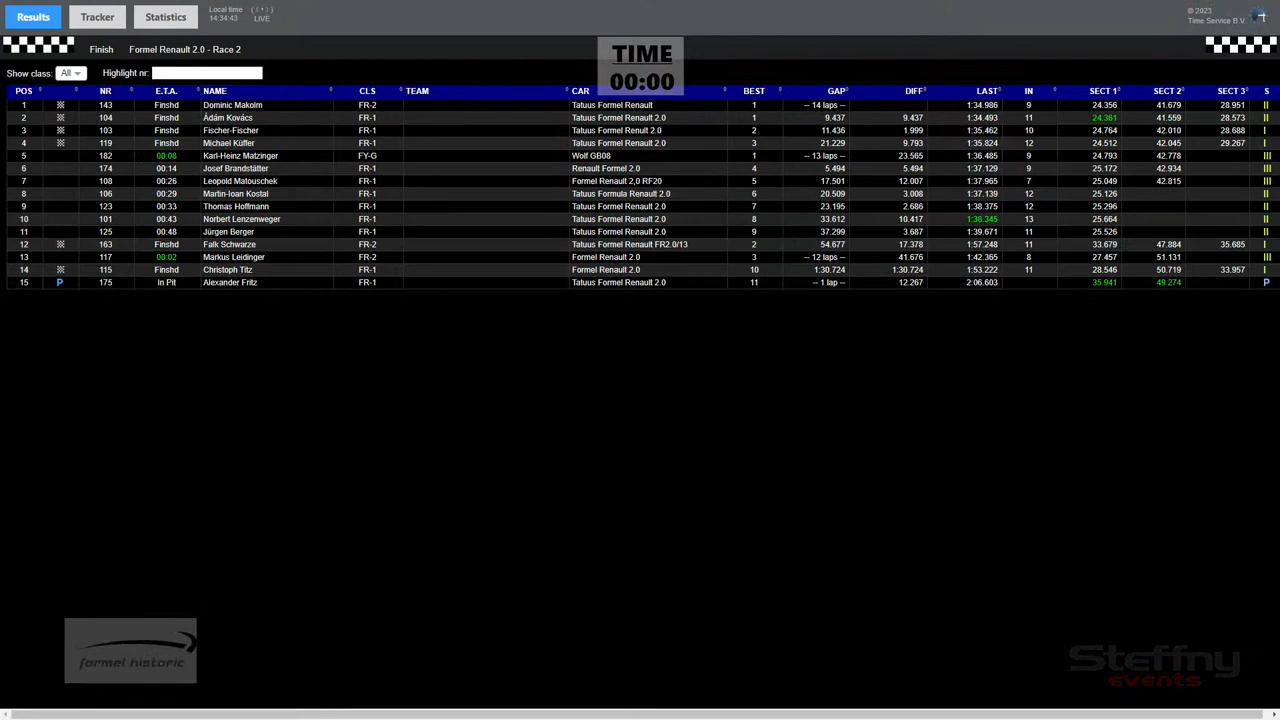 Results Tracker Statistics Local time ((•)) © 2023
14:34:43 LIVE Time Service B.V.
Finish Formel Renault 2.0 - Race 2 TIME
Show class: All Highlight nr: 00:00
POS NR E.T.A. NAME CLS TEAM CAR BEST GAP DIFF LAST IN SECT 1 SECT 2 SECT 3 S
1 143 Finshd Dominic Makolm FR-2 Tatuus Formel Renault 1 -- 14 laps -- 1:34.986 9 24.356 41.679 28.951 II
2 104 Finshd Ádám Kovács FR-1 Tatuus Formel Renault 2.0 1 9.437 9.437 1:34.493 11 24.361 41.559 28.573 II
3 103 Finshd Fischer-Fischer FR-1 Tatuus Formel Renult 2.0 2 11.436 1.999 1:35.462 10 24.764 42.010 28.688 I
4 119 Finshd Michael Küffer FR-1 Tatuus Formel Renault 2.0 3 21.229 9.793 1:35.824 12 24.512 42.045 29.267 I
5 182 00:08 Karl-Heinz Matzinger FY-G Wolf GB08 1 -- 13 laps -- 23.565 1:36.485 9 24.793 42.778 III
6 174 00:14 Josef Brandstätter FR-1 Renault Formel 2.0 4 5.494 5.494 1:37.129 9 25.172 42.934 III
7 108 00:26 Leopold Matouschek FR-1 Formel Renault 2,0 RF20 5 17.501 12.007 1:37.965 7 25.049 42.815 III
8 106 00:29 Martin-Ioan Kostal FR-1 Tatuus Formula Renault 2.0 6 20.509 3.008 1:37.139 12 25.126 II
9 123 00:33 Thomas Hoffmann FR-1 Tatuus Formel Renault 2.0 7 23.195 2.686 1:38.375 12 25.296 II
10 101 00:43 Norbert Lenzenweger FR-1 Tatuus Formel Renault 2.0 8 33.612 10.417 1:38.345 13 25.664 II
11 125 00:48 Jürgen Berger FR-1 Tatuus Formel Renault 2.0 9 37.299 3.687 1:39.671 11 25.526 II
12 163 Finshd Falk Schwarze FR-2 Tatuus Formel Renault FR2.0/13 2 54.677 17.378 1:57.248 11 33.679 47.884 35.685 I
13 117 00:02 Markus Leidinger FR-2 Formel Renault 2.0 3 -- 12 laps -- 41.676 1:42.365 8 27.457 51.131 III
14 115 Finshd Christoph Titz FR-1 Formel Renault 2.0 10 1:30.724 1:30.724 1:53.222 11 28.546 50.719 33.957 I
15 P 175 In Pit Alexander Fritz FR-1 Tatuus Formel Renault 2.0 11 -- 1 lap -- 12.267 2:06.603 35.941 49.274 P
formel historic
Steffny
events